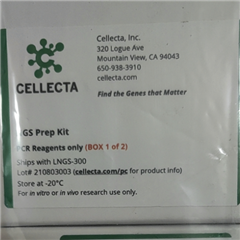 Cellecta, Inc.
320 Logue Ave
Mountain View, CA 94043
650-938-3910
cellecta.com
CELLECTA
Find the Genes that Matter
NGS Prep Kit
PCR Reagents only (BOX 1 of 2)
Ships with LNGS-300
Lot# 210803003 (cellecta.com/pc for product info)
Store at -20°C
For in vitro or in vivo research use only.